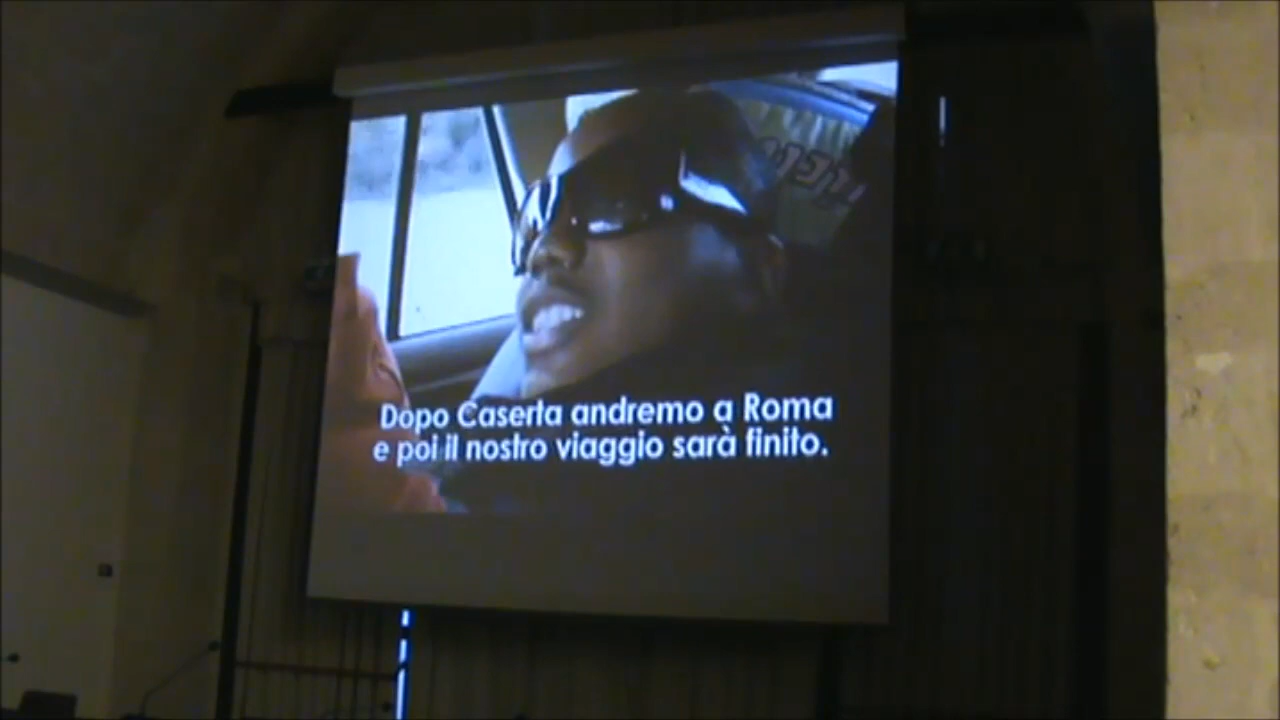 Dopo Caserta andremo a Roma
e poi il nostro viaggio sarà finito.